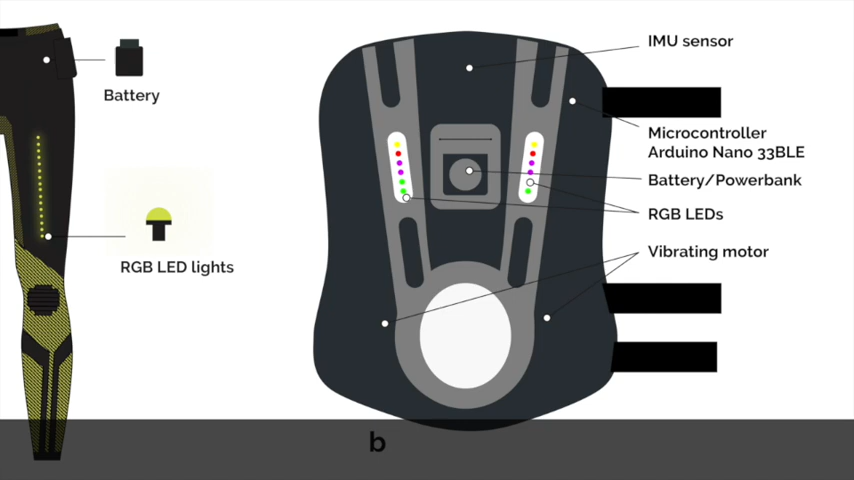 IMU sensor
Battery
Microcontroller
Arduino Nano 33BLE
Battery/Powerbank
RGB LEDs
Vibrating motor
RGB LED lights
b